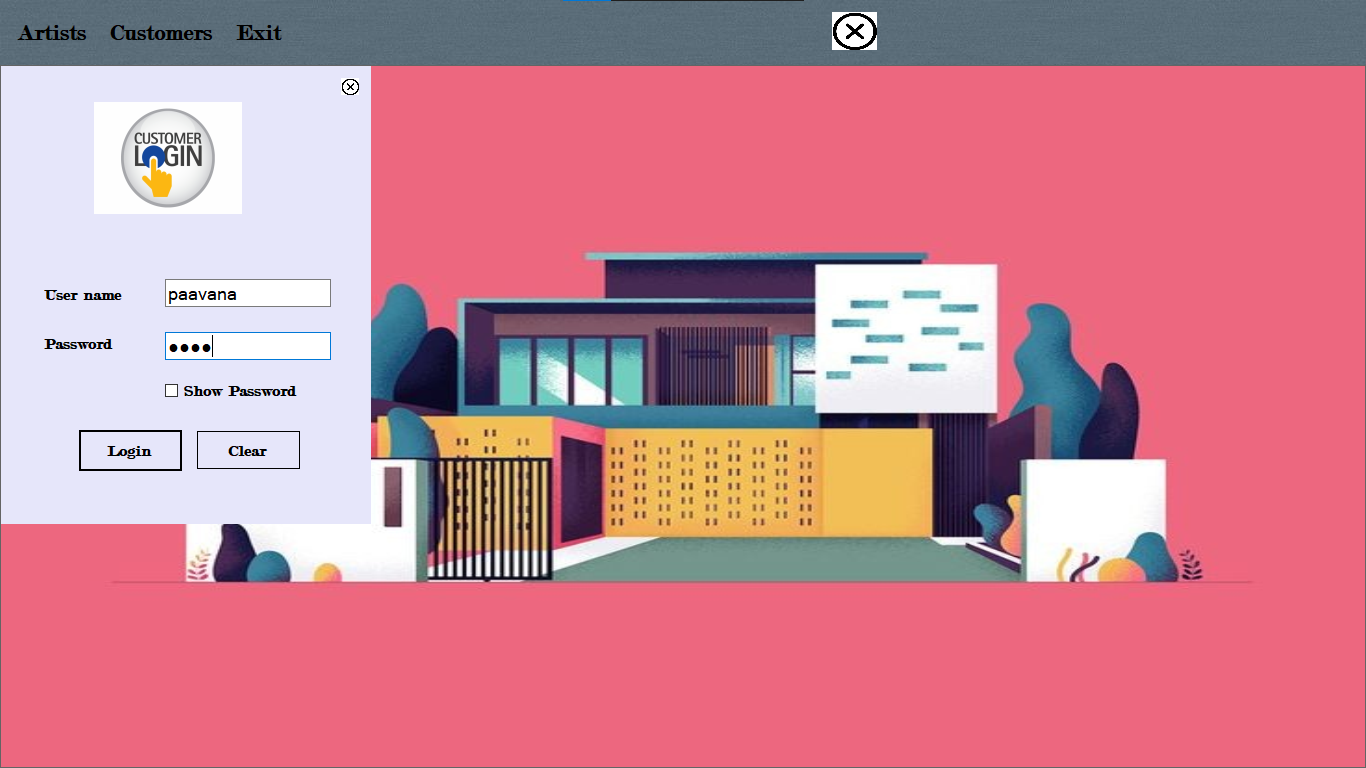 Artists Customers Exit
CUSTOMER
LOGIN
User name paavana
Password ●●●●
Show Password
Login Clear